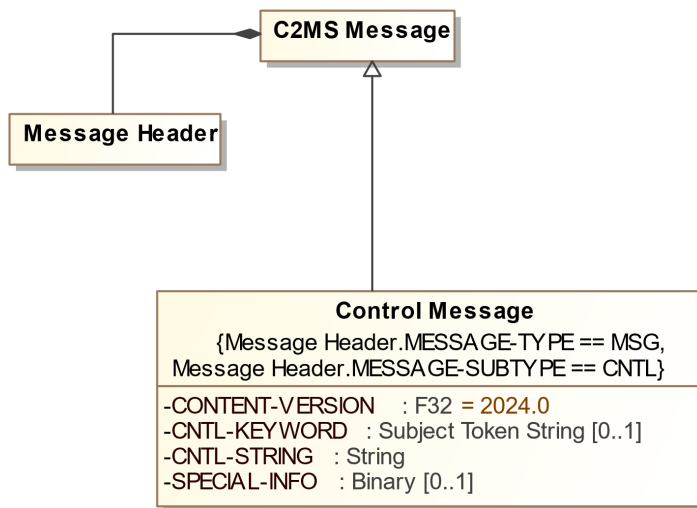 C2MS Message
Message Header
Control Message
{Message Header.MESSAGE-TYPE == MSG,
Message Header.MESSAGE-SUBTYPE == CNTL}
-CONTENT-VERSION : F32 = 2024.0
-CNTL-KEYWORD : Subject Token String [0..1]
-CNTL-STRING : String
-SPECIAL-INFO : Binary [0..1]